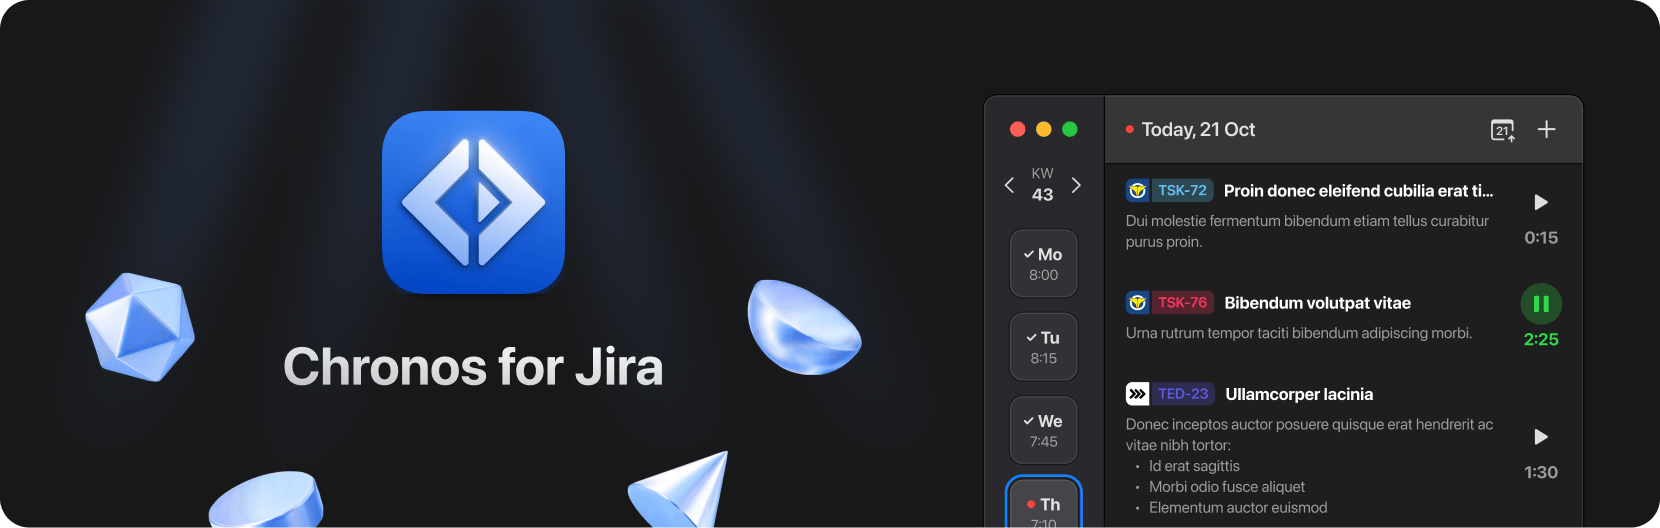 Chronos for Jira
KW
43
Mo
8:00
Tu
8:15
We
7:45
Th
7:10
Today, 21 Oct
21
TSK-72 Proin donec eleifend cubilia erat ti...
Dui molestie fermentum bibendum etiam tellus curabitur
purus proin.
0:15
TSK-76 Bibendum volutpat vitae
Urna rutrum tempor taciti bibendum adipiscing morbi.
2:25
TED-23 Ullamcorper lacinia
Donec inceptos auctor posuere quisque erat hendrerit ac
vitae nibh tortor:
• Id erat sagittis
• Morbi odio fusce aliquet
• Elementum auctor euismod
1:30